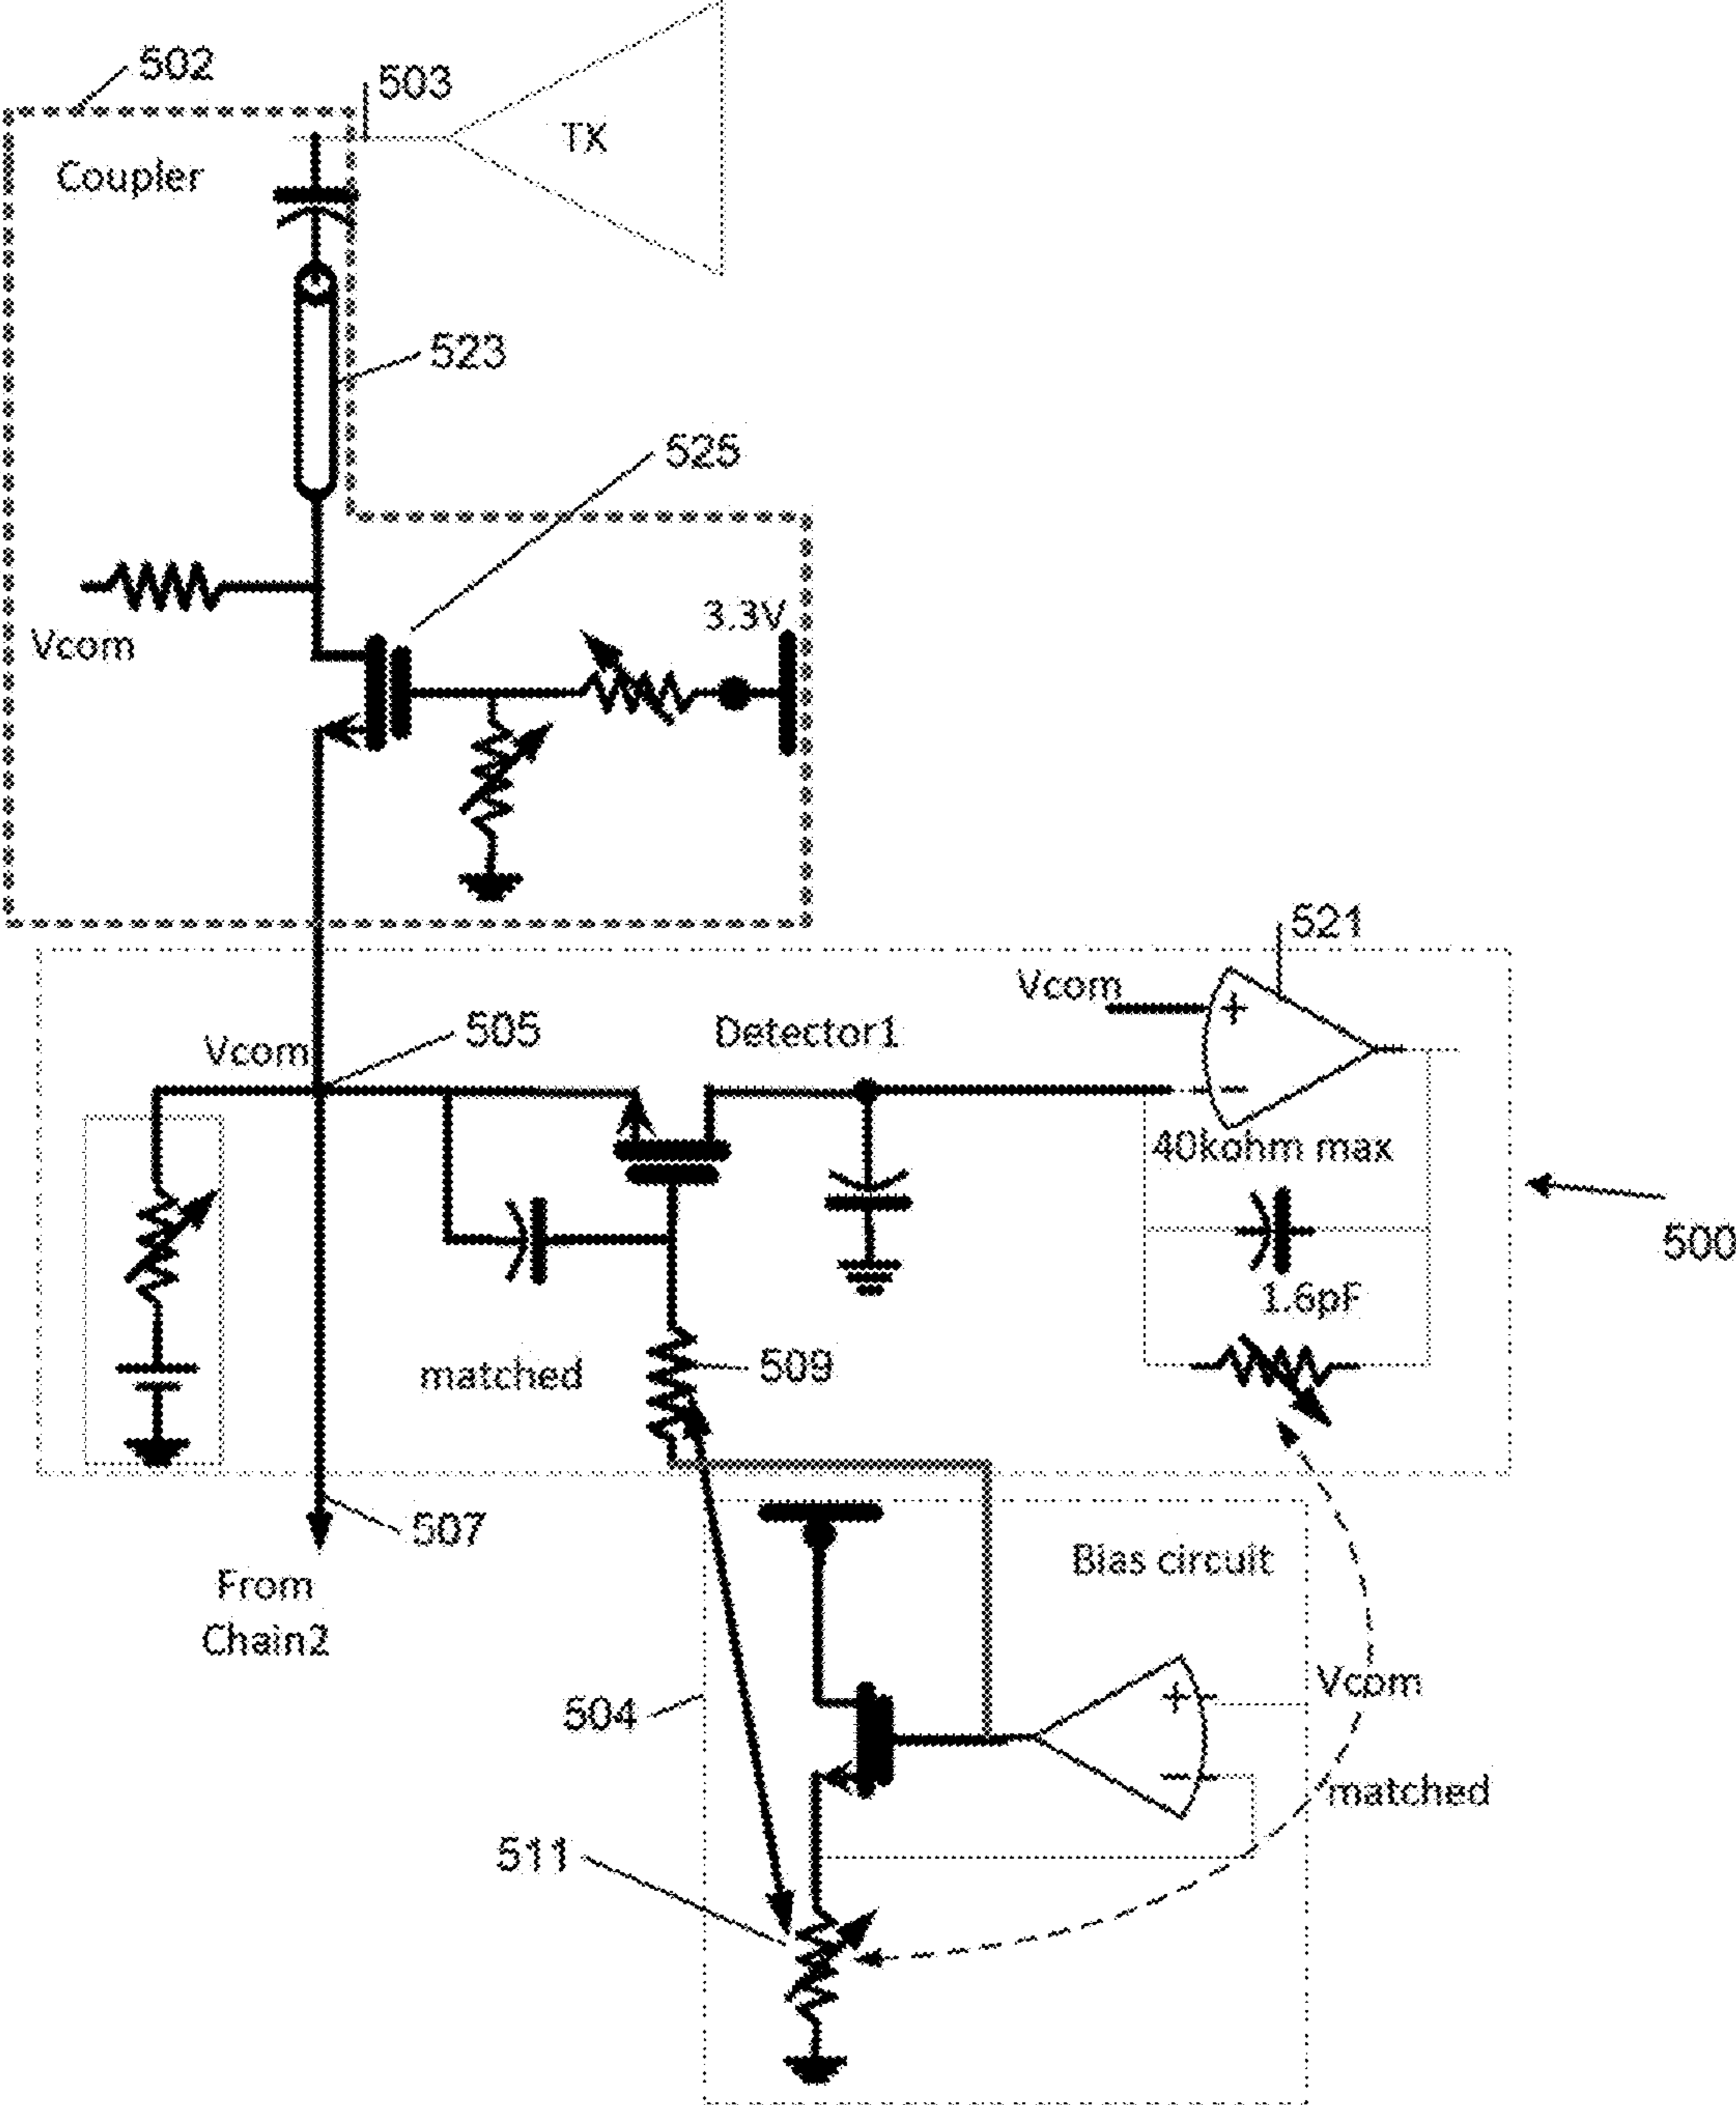 502
503
TX
Coupler
523
525
3.3V
Vcom
521
Vcom
505
Vcom
Detector1
+
−
40kohm max
500
1.6pF
matched
509
507
From
Chain2
Bias circuit
504
+
Vcom
−
matched
511